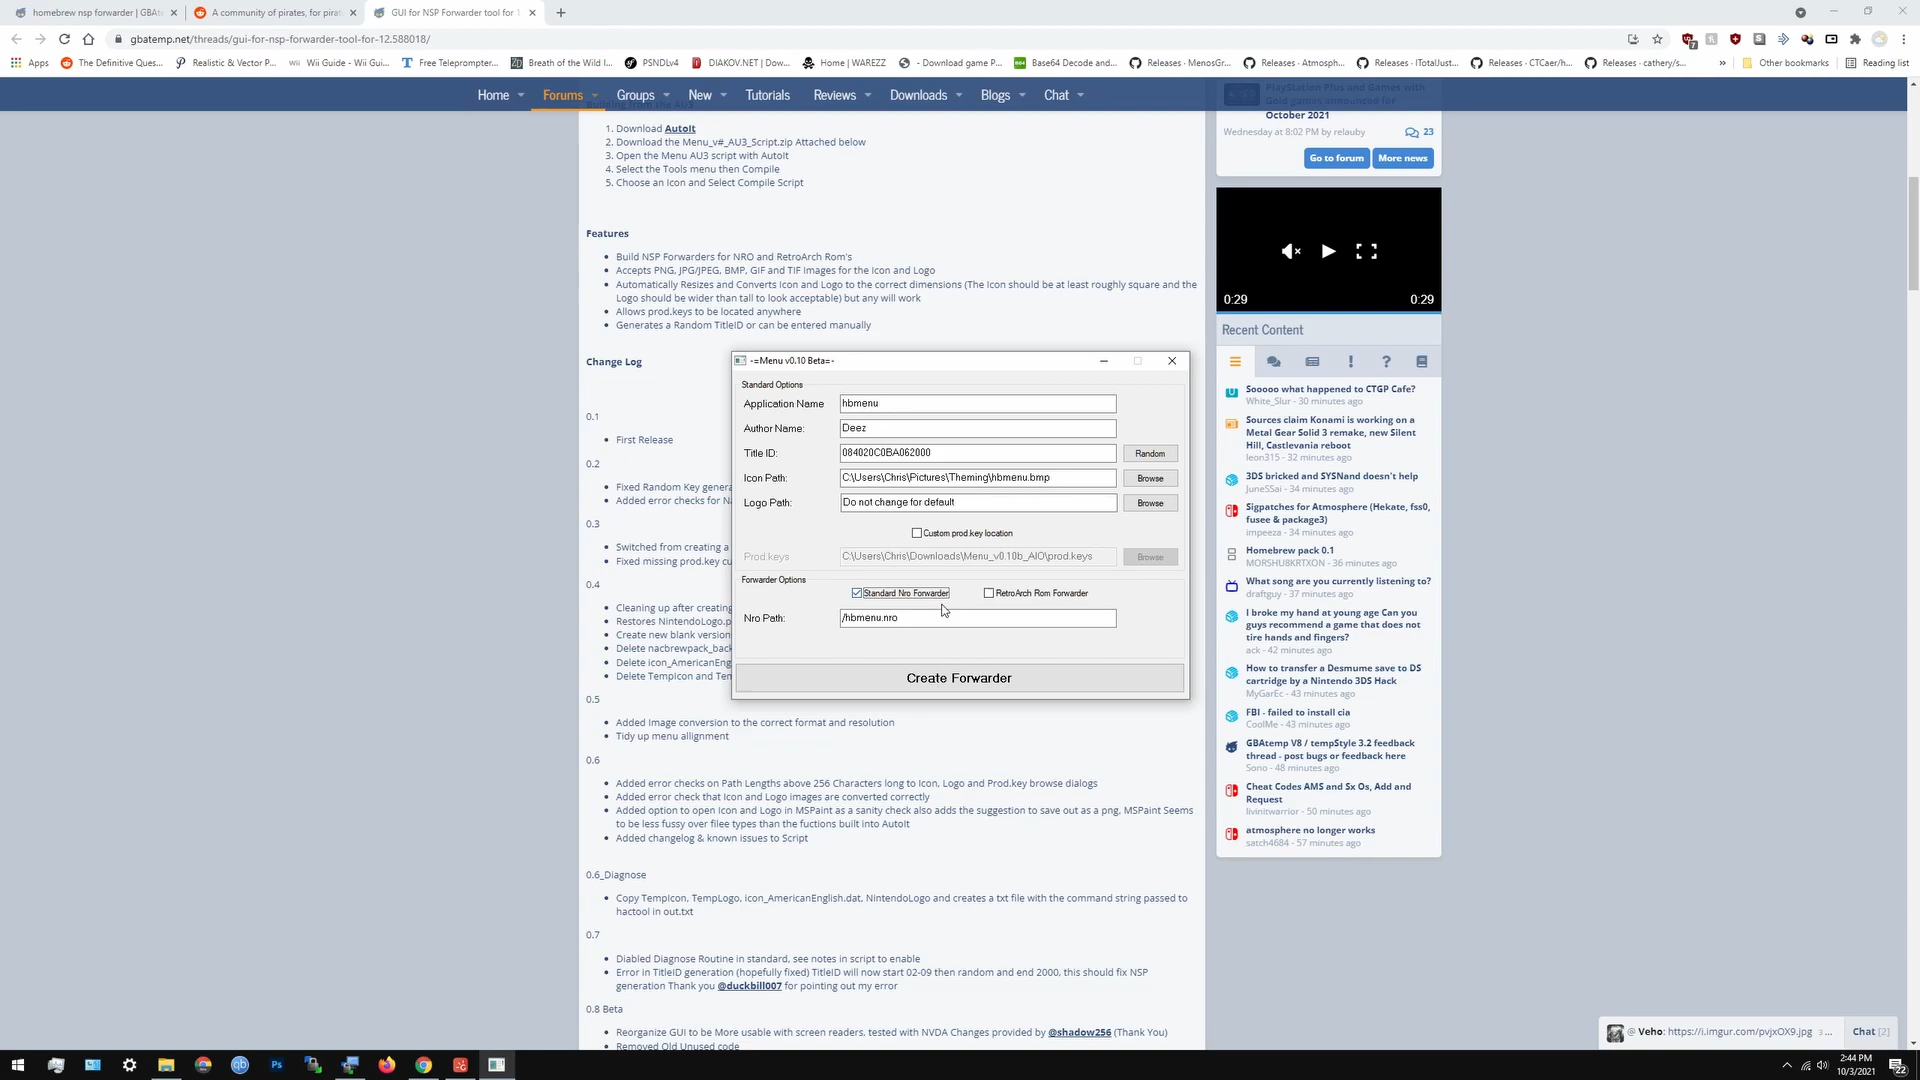 homebrew nsp forwarder | GBAt
A community of pirates, for pirat
GUI for NSP Forwarder tool for 1
gbatemp.net/threads/gui-for-nsp-forwarder-tool-for-12.588018/
Apps
The Definitive Ques...
Realistic & Vector P...
Wii Guide - Wii Gui...
Free Teleprompter...
Breath of the Wild I...
PSNDLv4
DIAKOV.NET | Dow...
Home | WAREZZ
- Download game P...
Base64 Decode and...
Releases · MenosGr...
Releases · Atmosph...
Releases · ITotalJust...
Releases · CTCaer/h...
Releases · cathery/s...
»
Other bookmarks
Reading list
Home
Forums
Groups
New
Tutorials
Reviews
Downloads
Blogs
Chat
Building from the AU3
1. Download AutoIt
2. Download the Menu_v#_AU3_Script.zip Attached below
3. Open the Menu AU3 script with AutoIt
4. Select the Tools menu then Compile
5. Choose an Icon and Select Compile Script
Features
Build NSP Forwarders for NRO and RetroArch Rom's
Accepts PNG, JPG/JPEG, BMP, GIF and TIF Images for the Icon and Logo
Automatically Resizes and Converts Icon and Logo to the correct dimensions (The Icon should be at least roughly square and the
Logo should be wider than tall to look acceptable) but any will work
Allows prod.keys to be located anywhere
Generates a Random TitleID or can be entered manually
Change Log
0.1
First Release
0.2
Fixed Random Key genera
Added error checks for Na
0.3
Switched from creating a
Fixed missing prod.key cu
0.4
Cleaning up after creating
Restores NintendoLogo.p
Create new blank version
Delete nacbrewpack_back
Delete icon_AmericanEng
Delete TempIcon and Ten
0.5
Added Image conversion to the correct format and resolution
Tidy up menu allignment
0.6
Added error checks on Path Lengths above 256 Characters long to Icon, Logo and Prod.key browse dialogs
Added error check that Icon and Logo images are converted correctly
Added option to open Icon and Logo in MSPaint as a sanity check also adds the suggestion to save out as a png, MSPaint Seems
to be less fussy over filee types than the fuctions built into AutoIt
Added changelog & known issues to Script
0.6_Diagnose
Copy TempIcon, TempLogo, icon_AmericanEnglish.dat, NintendoLogo and creates a txt file with the command string passed to
hactool in out.txt
0.7
Diabled Diagnose Routine in standard, see notes in script to enable
Error in TitleID generation (hopefully fixed) TitleID will now start 02-09 then random and end 2000, this should fix NSP
generation Thank you @duckbill007 for pointing out my error
0.8 Beta
Reorganize GUI to be More usable with screen readers, tested with NVDA Changes provided by @shadow256 (Thank You)
Removed Old Unused code
-=Menu v0.10 Beta=-
Standard Options
Application Name
hbmenu
Author Name:
Deez
Title ID:
084020C0BA062000
Random
Icon Path:
C:\Users\Chris\Pictures\Theming\hbmenu.bmp
Browse
Logo Path:
Do not change for default
Browse
Custom prod.key location
Prod.keys
C:\Users\Chris\Downloads\Menu_v0.10b_AIO\prod.keys
Browse
Forwarder Options
Standard Nro Forwarder
RetroArch Rom Forwarder
Nro Path:
/hbmenu.nro
Create Forwarder
PlayStation Plus and Games with
Gold games announced for
October 2021
Wednesday at 8:02 PM by relauby
23
Go to forum
More news
0:29
0:29
Recent Content
Sooooo what happened to CTGP Cafe?
White_Slur - 30 minutes ago
Sources claim Konami is working on a
Metal Gear Solid 3 remake, new Silent
Hill, Castlevania reboot
leon315 - 32 minutes ago
3DS bricked and SYSNand doesn't help
JuneSSai - 34 minutes ago
Sigpatches for Atmosphere (Hekate, fss0,
fusee & package3)
impeeza - 34 minutes ago
Homebrew pack 0.1
MORSHU8KRTXON - 36 minutes ago
What song are you currently listening to?
draftguy - 37 minutes ago
I broke my hand at young age Can you
guys recommend a game that does not
tire hands and fingers?
ack - 42 minutes ago
How to transfer a Desmume save to DS
cartridge by a Nintendo 3DS Hack
MyGarEc - 43 minutes ago
FBI - failed to install cia
CoolMe - 43 minutes ago
GBAtemp V8 / tempStyle 3.2 feedback
thread - post bugs or feedback here
Sono - 48 minutes ago
Cheat Codes AMS and Sx Os, Add and
Request
livinitwarrior - 50 minutes ago
atmosphere no longer works
satch4684 - 57 minutes ago
@ Veho: https://i.imgur.com/pvjxOX9.jpg
Chat [2]
2:44 PM
10/3/2021
22